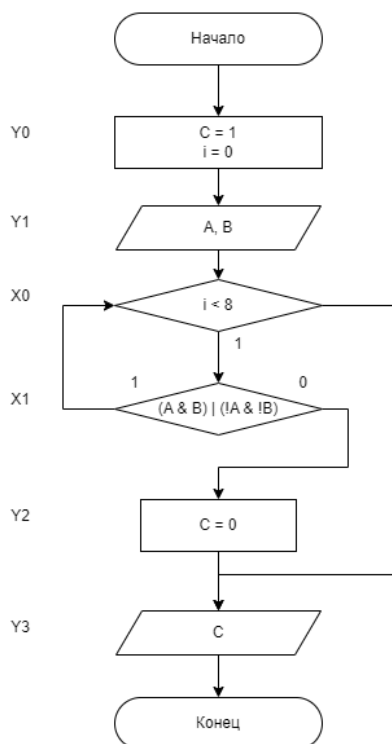 Начало
Y0
C = 1
i = 0
Y1
A, B
X0
i < 8
1
1
0
X1
(A & B) | (!A & !B)
Y2
C = 0
Y3
C
Конец